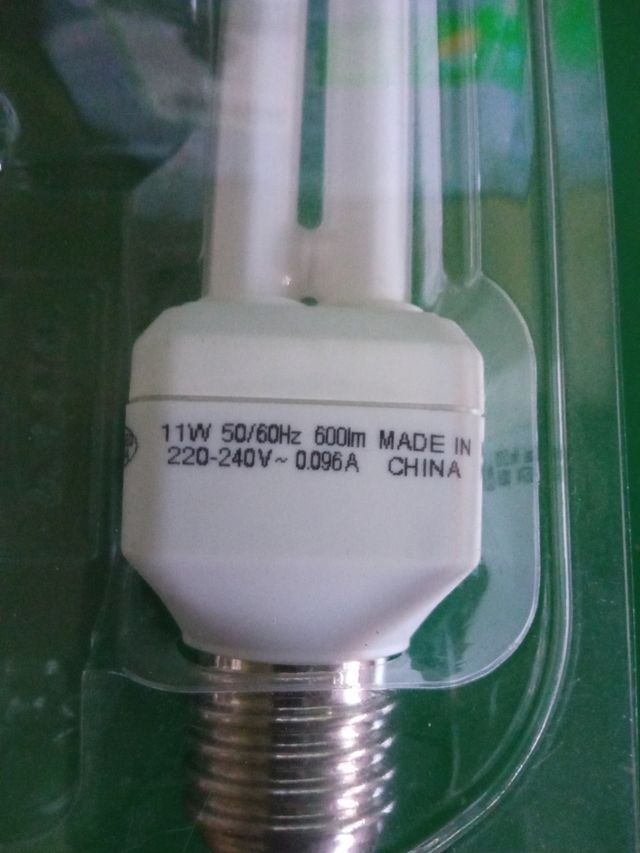 11W 50/60Hz 600lm MADE IN
220-240V~ 0.096A CHINA